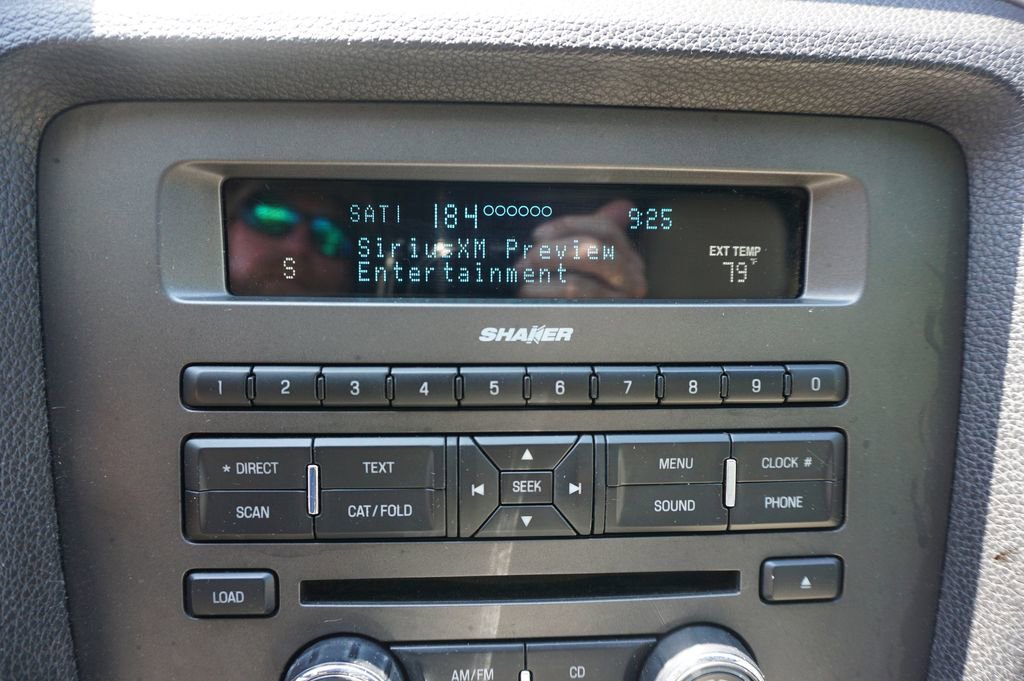 SAT1 184 9:25
SiriusXM Preview
S Entertainment EXT TEMP
79 °F
SHAKER
1 2 3 4 5 6 7 8 9 0
* DIRECT TEXT MENU CLOCK #
SEEK
SCAN CAT/FOLD SOUND PHONE
LOAD
AM/FM CD